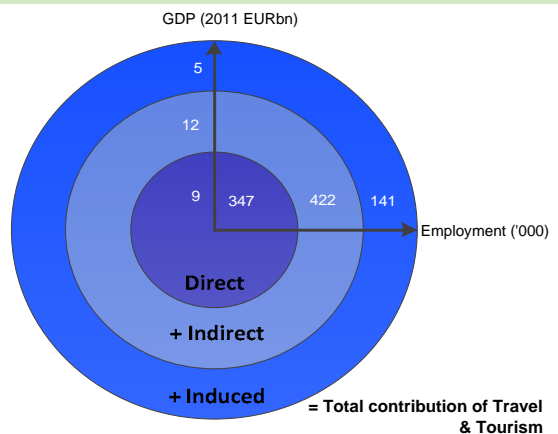 GDP (2011 EURbn)
5
12
9 347 422 141
Employment ('000)
Direct
+ Indirect
+ Induced
= Total contribution of Travel
& Tourism